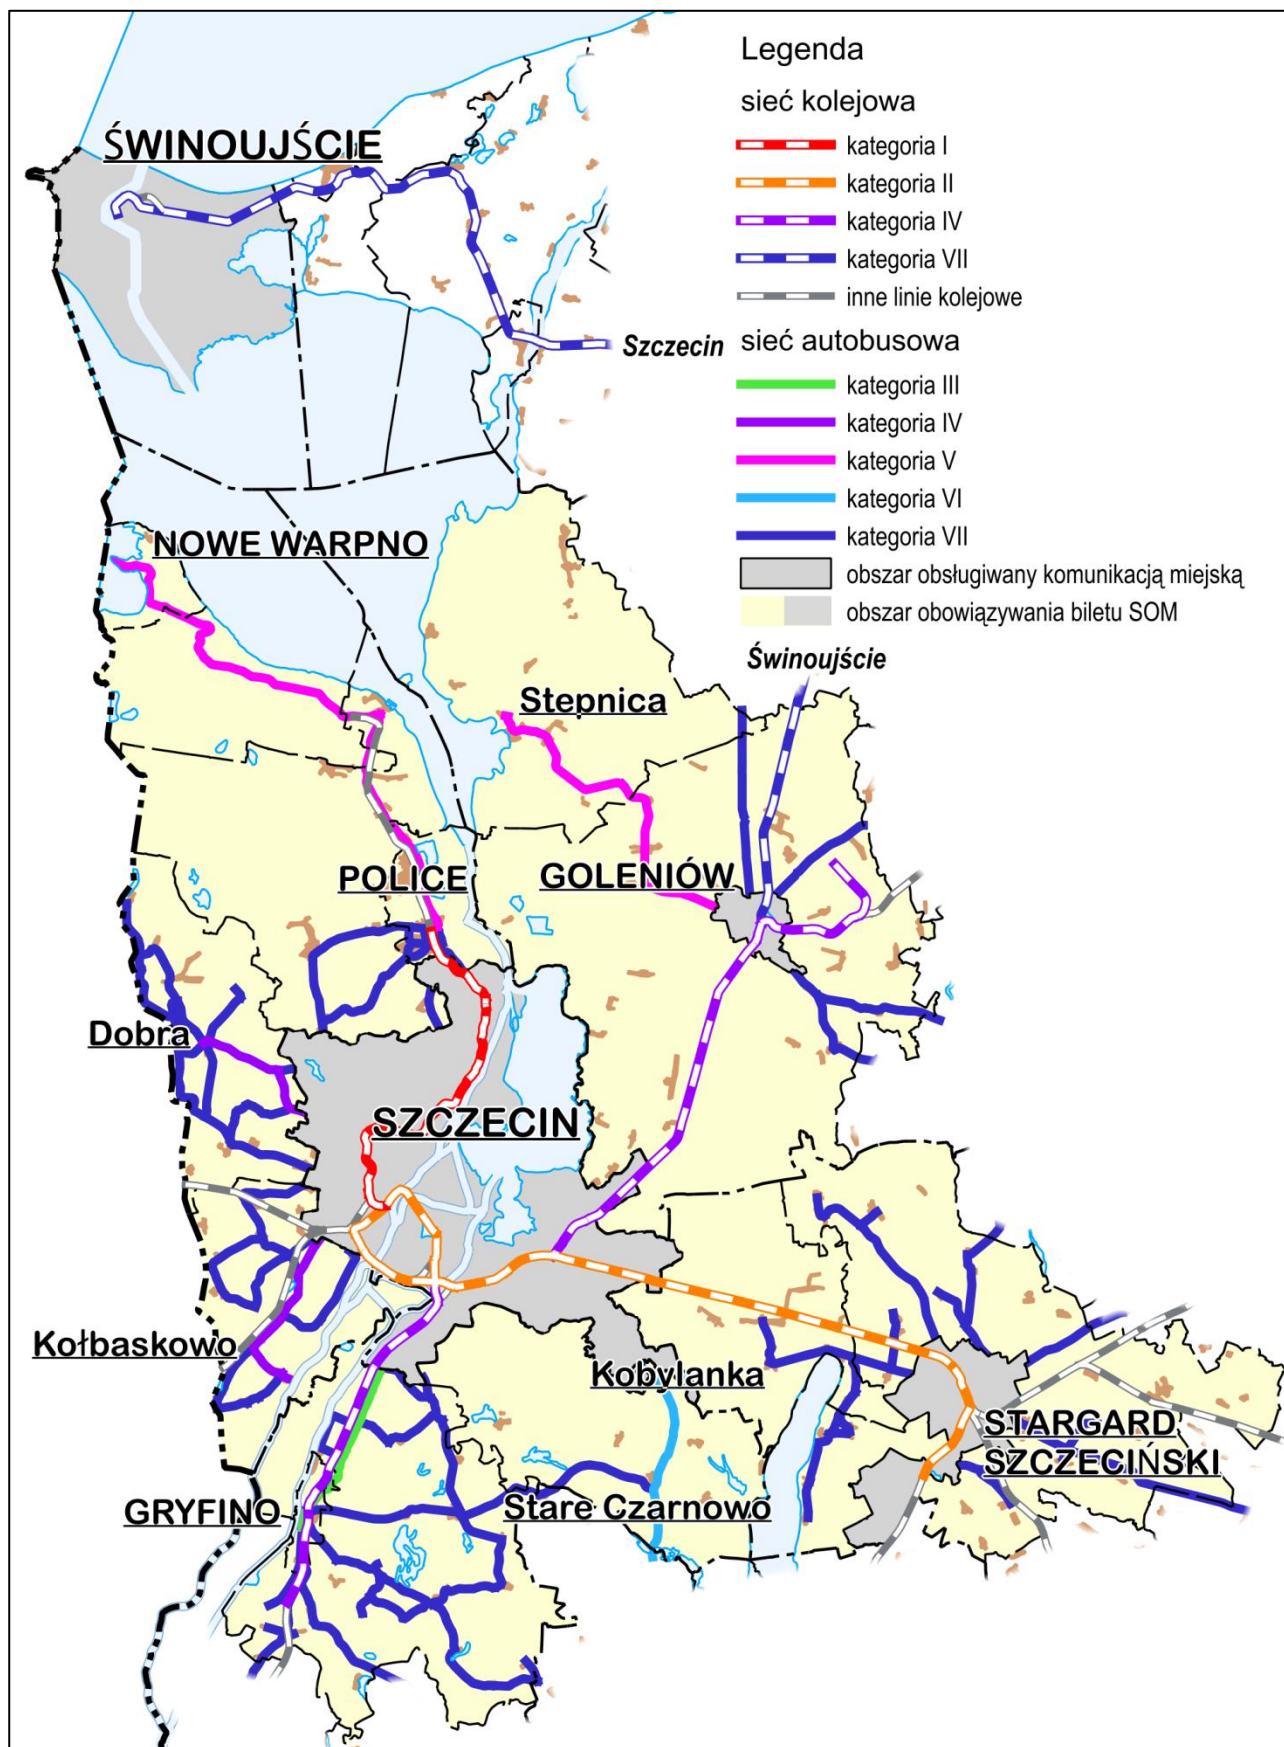 Legenda
sieć kolejowa
kategoria I
kategoria II
kategoria IV
kategoria VII
inne linie kolejowe
sieć autobusowa
kategoria III
kategoria IV
kategoria V
kategoria VI
kategoria VII
obszar obsługiwany komunikacją miejską
obszar obowiązywania biletu SOM
ŚWINOUJŚCIE
Szczecin
NOWE WARPNO
Świnoujście
Stepnica
POLICE
GOLENIÓW
Dobra
SZCZECIN
Kołbaskowo
Kobylanka
STARGARD
SZCZECIŃSKI
GRYFINO
Stare Czarnowo